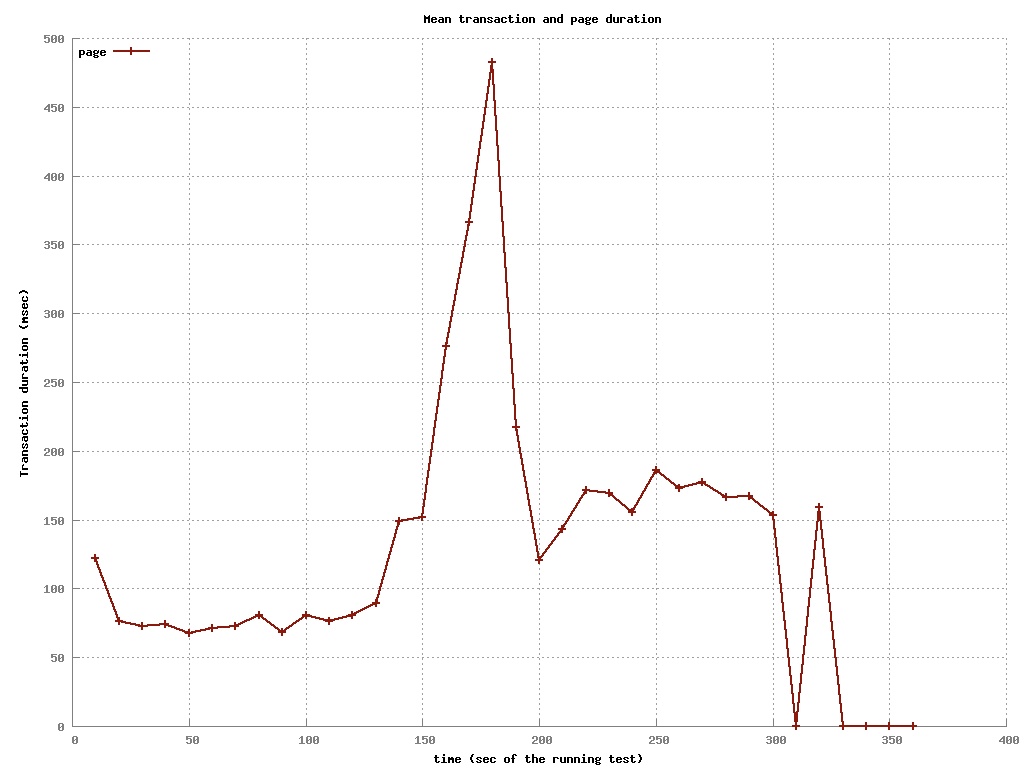 Mean transaction and page duration
page
500
450
400
350
300
250
200
150
100
50
0
Transaction duration (msec)
0 50 100 150 200 250 300 350 400
time (sec of the running test)